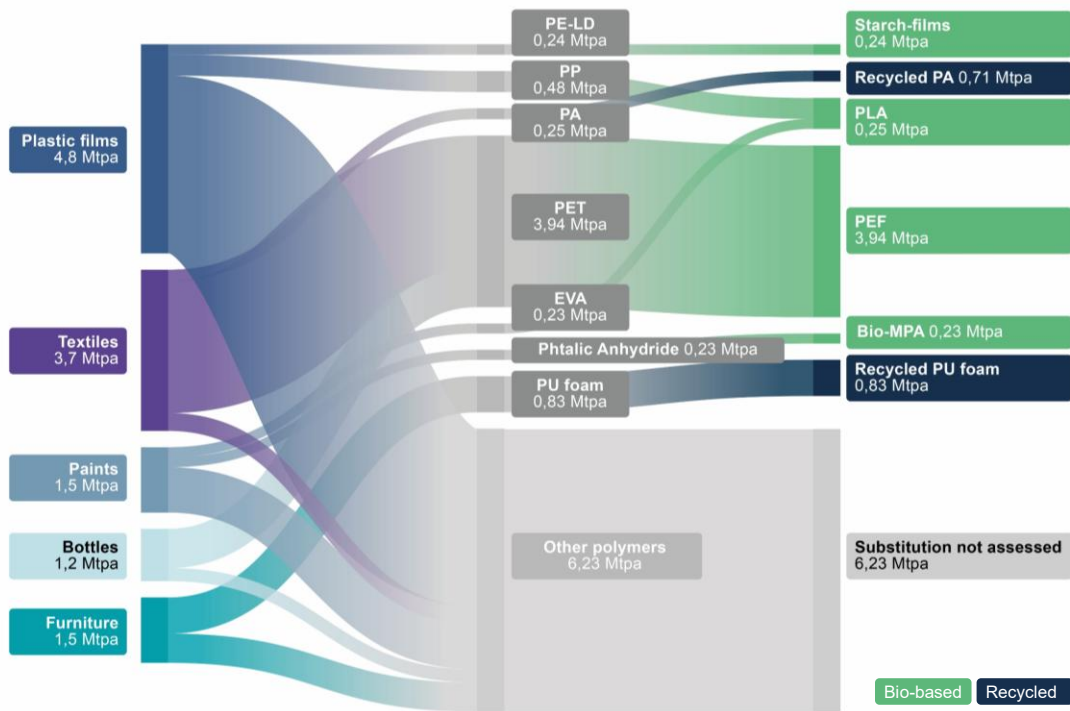 Plastic films
4,8 Mtpa
Textiles
3,7 Mtpa
Paints
1,5 Mtpa
Bottles
1,2 Mtpa
Furniture
1,5 Mtpa
PE-LD
0,24 Mtpa
PP
0,48 Mtpa
PA
0,25 Mtpa
PET
3,94 Mtpa
EVA
0,23 Mtpa
Phtalic Anhydride 0,23 Mtpa
PU foam
0,83 Mtpa
Other polymers
6,23 Mtpa
Starch-films
0,24 Mtpa
Recycled PA 0,71 Mtpa
PLA
0,25 Mtpa
PEF
3,94 Mtpa
Bio-MPA 0,23 Mtpa
Recycled PU foam
0,83 Mtpa
Substitution not assessed
6,23 Mtpa
Bio-based
Recycled